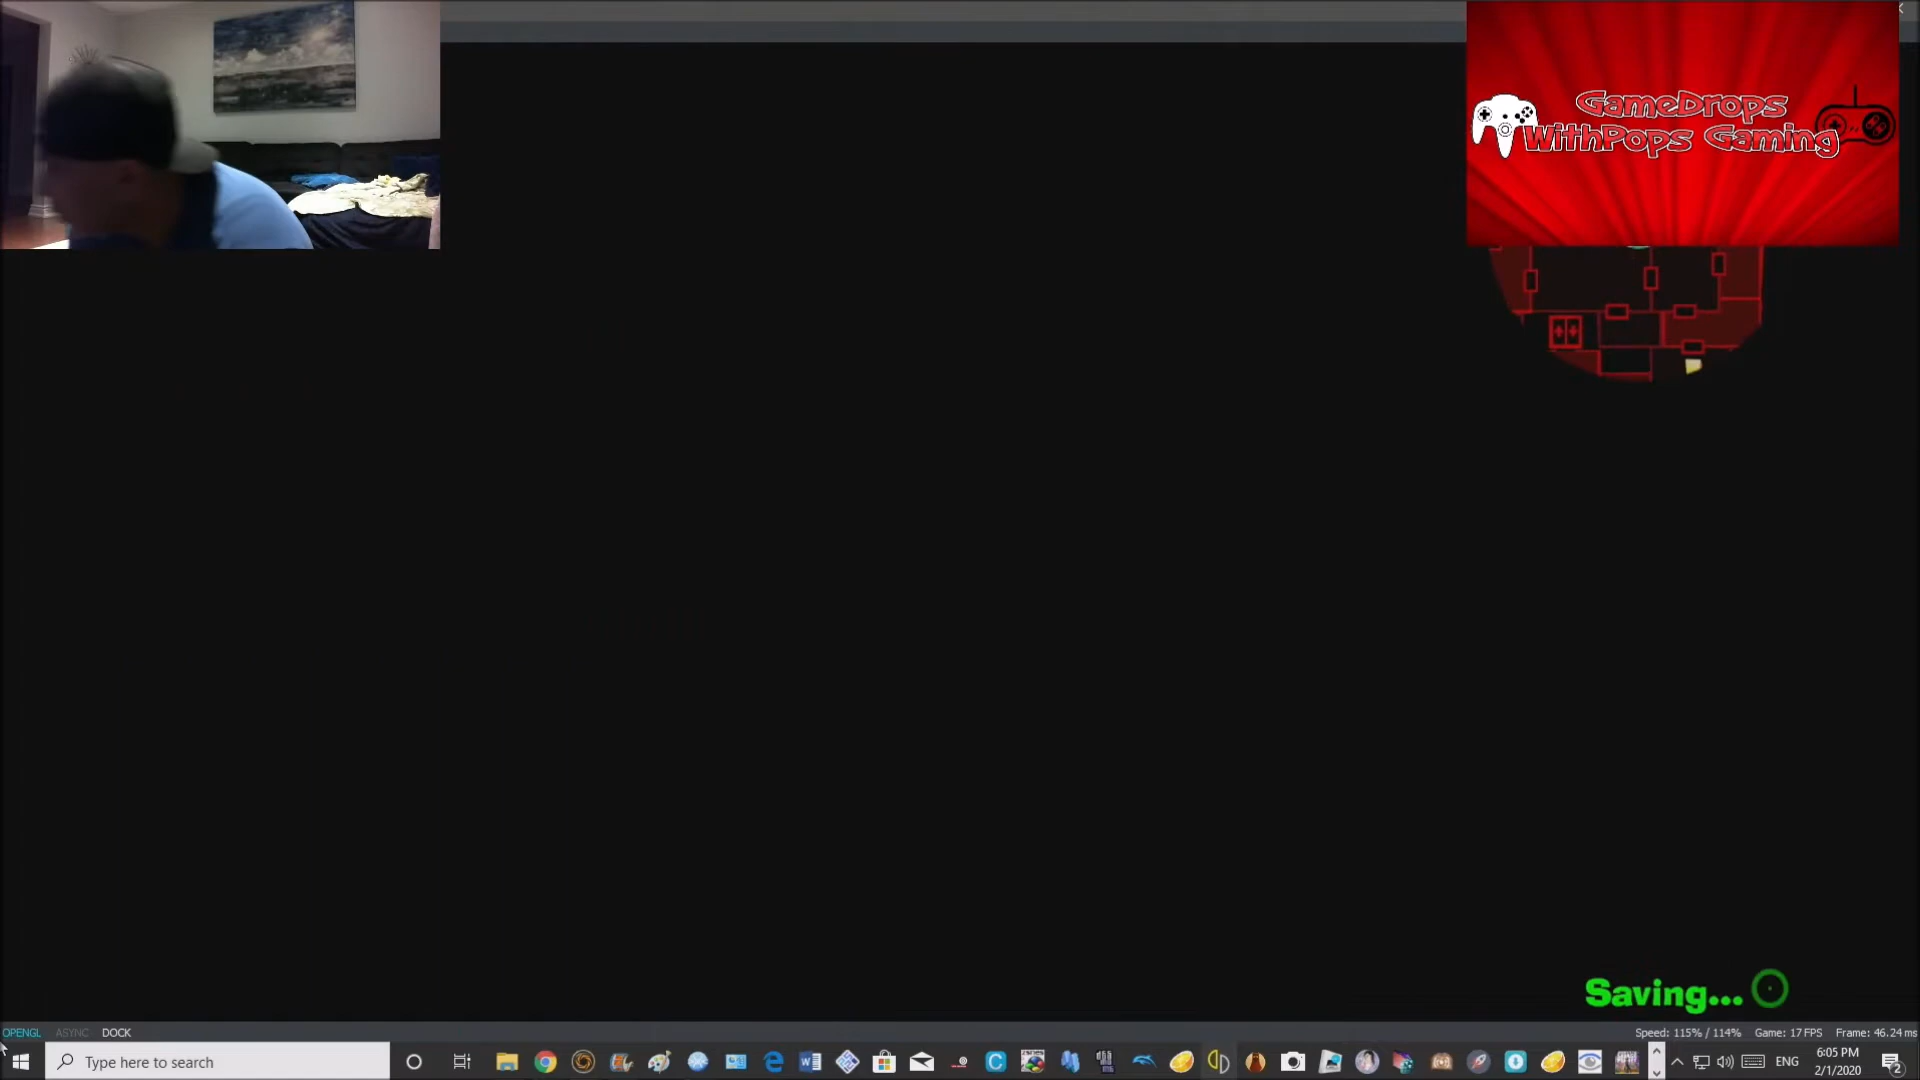 GameDrops
WithPops Gaming
Saving...
OPENGL ASYNC DOCK
Speed: 115% / 114% Game: 17 FPS Frame: 46.24 ms
Type here to search
ENG
6:05 PM
2/1/2020
2